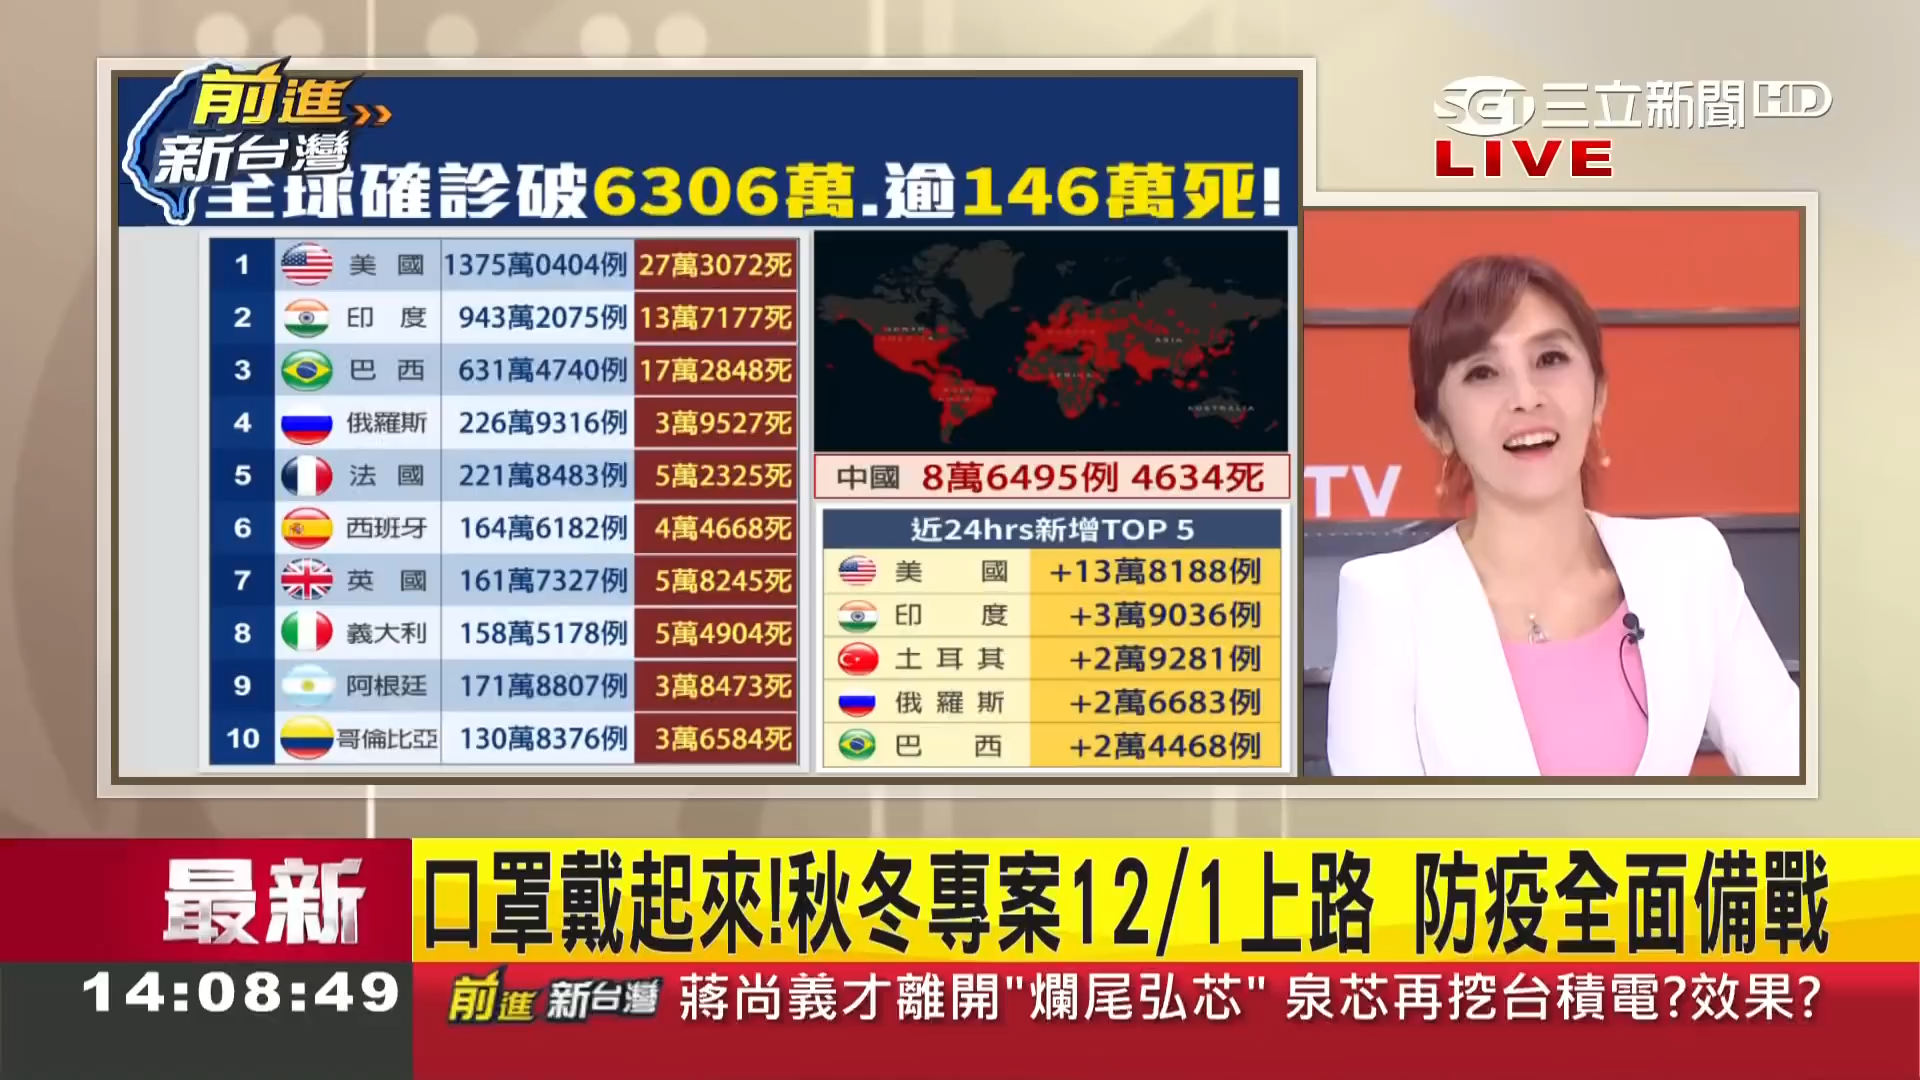 前進
新台灣
SET三立新聞HD
LIVE
全球確診破6306萬.逾146萬死!
1 美國 1375萬0404例 27萬3072死
2 印度 943萬2075例 13萬7177死
3 巴西 631萬4740例 17萬2848死
4 俄羅斯 226萬9316例 3萬9527死
5 法國 221萬8483例 5萬2325死
6 西班牙 164萬6182例 4萬4668死
7 英國 161萬7327例 5萬8245死
8 義大利 158萬5178例 5萬4904死
9 阿根廷 171萬8807例 3萬8473死
10 哥倫比亞 130萬8376例 3萬6584死
ASIA
AFRICA
AUSTRALIA
中國 8萬6495例 4634死
近24hrs新增TOP 5
美國 +13萬8188例
印度 +3萬9036例
土耳其 +2萬9281例
俄羅斯 +2萬6683例
巴西 +2萬4468例
TV
最新
口罩戴起來!秋冬專案12/1上路 防疫全面備戰
14:08:49
前進新台灣 蔣尚義才離開"爛尾弘芯" 泉芯再挖台積電?效果?